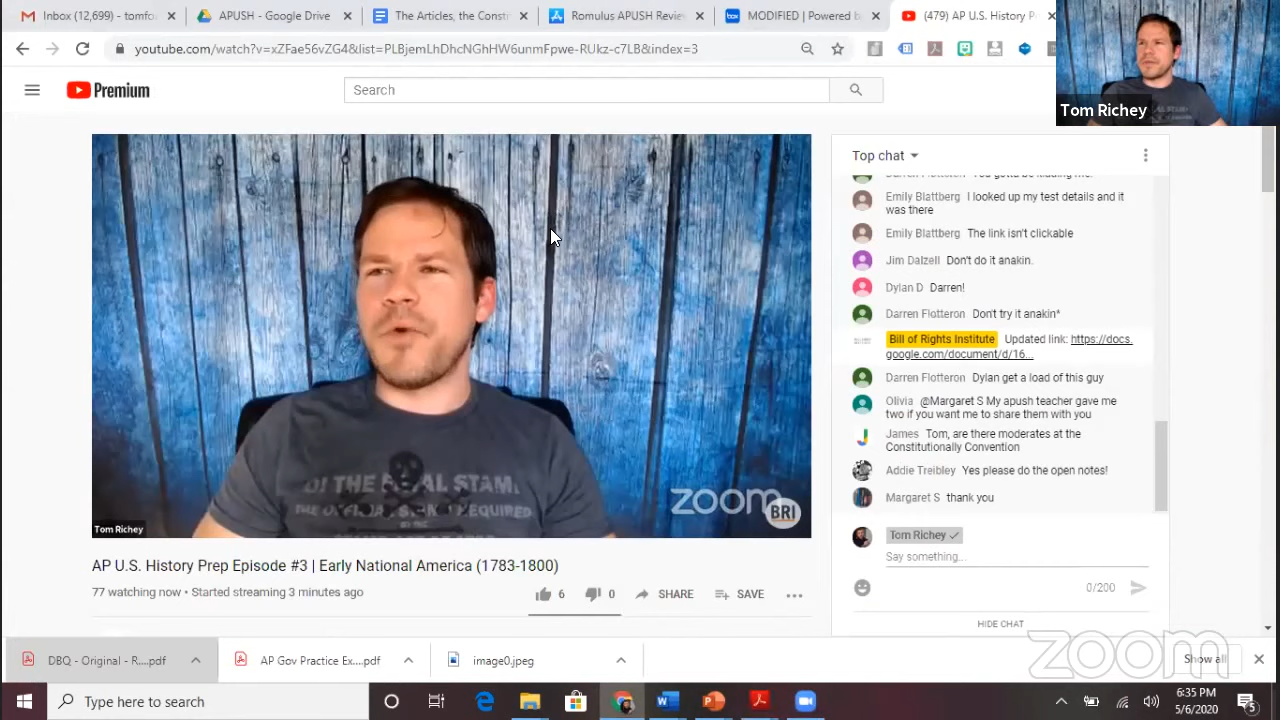 Inbox (12,699) - tomfc
APUSH - Google Drive
The Articles, the Consti
Romulus APUSH Review
box
MODIFIED | Powered b
(479) AP U.S. History P
youtube.com/watch?v=xZFae56vZG4&list=PLBjemLhDhcNGhHW6unmFpwe-RUkz-c7LB&index=3
Tom Richey
Premium
Search
Top chat
Emily Blattberg I looked up my test details and it
was there
Emily Blattberg The link isn't clickable
Jim Dalzell Don't do it anakin.
Dylan D Darren!
Darren Flotteron Don't try it anakin*
Bill of Rights Institute Updated link: https://docs.
google.com/document/d/16...
Darren Flotteron Dylan get a load of this guy
Olivia @Margaret S My apush teacher gave me
two if you want me to share them with you
James Tom, are there moderates at the
Constitutionally Convention
Addie Treibley Yes please do the open notes!
Margaret S thank you
Tom Richey
Say something...
0/200
HIDE CHAT
zoom
BRI
Tom Richey
AP U.S. History Prep Episode #3 | Early National America (1783-1800)
77 watching now • Started streaming 3 minutes ago
6
0
SHARE
SAVE
DBQ - Original - R....pdf
AP Gov Practice Ex....pdf
image0.jpeg
Show all
zoom
Type here to search
6:35 PM
5/6/2020
5